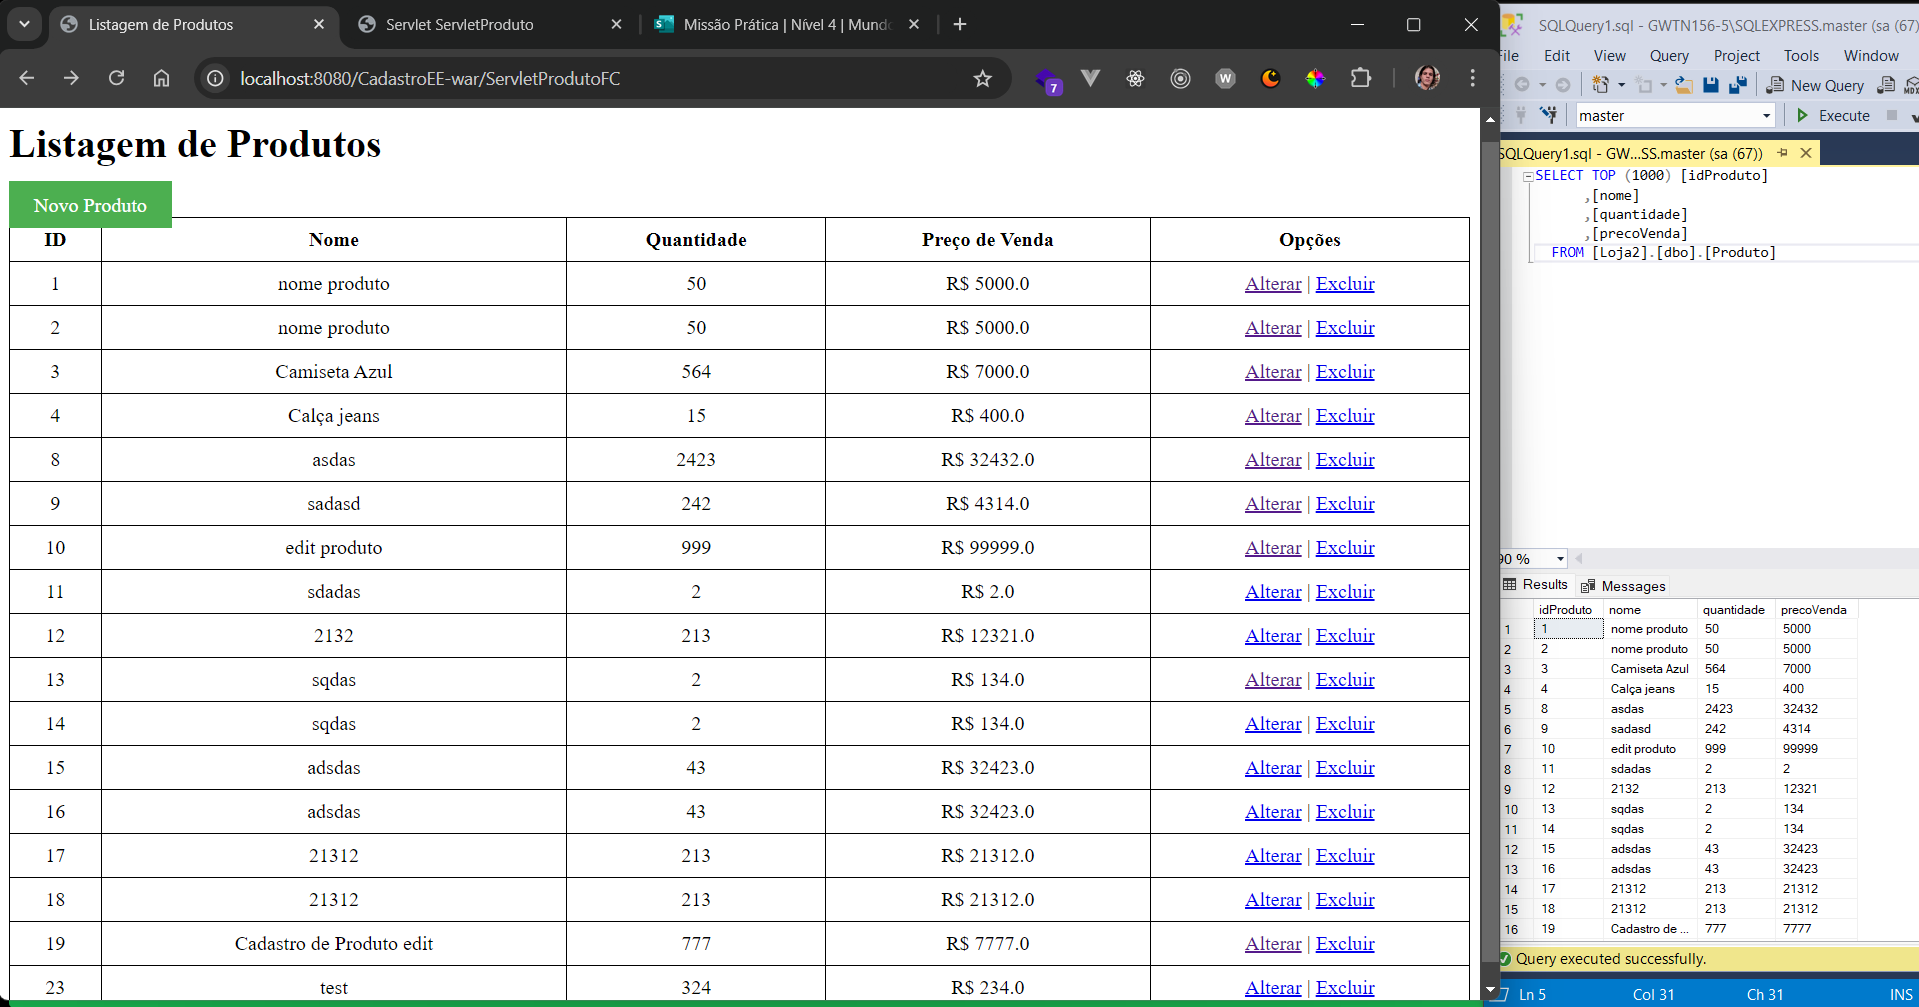 Listagem de Produtos
Servlet ServletProduto
Missão Prática | Nível 4 | Mund
localhost:8080/CadastroEE-war/ServletProdutoFC
7
W
Listagem de Produtos
Novo Produto
ID Nome Quantidade Preço de Venda Opções
1 nome produto 50 R$ 5000.0 Alterar | Excluir
2 nome produto 50 R$ 5000.0 Alterar | Excluir
3 Camiseta Azul 564 R$ 7000.0 Alterar | Excluir
4 Calça jeans 15 R$ 400.0 Alterar | Excluir
8 asdas 2423 R$ 32432.0 Alterar | Excluir
9 sadasd 242 R$ 4314.0 Alterar | Excluir
10 edit produto 999 R$ 99999.0 Alterar | Excluir
11 sdadas 2 R$ 2.0 Alterar | Excluir
12 2132 213 R$ 12321.0 Alterar | Excluir
13 sqdas 2 R$ 134.0 Alterar | Excluir
14 sqdas 2 R$ 134.0 Alterar | Excluir
15 adsdas 43 R$ 32423.0 Alterar | Excluir
16 adsdas 43 R$ 32423.0 Alterar | Excluir
17 21312 213 R$ 21312.0 Alterar | Excluir
18 21312 213 R$ 21312.0 Alterar | Excluir
19 Cadastro de Produto edit 777 R$ 7777.0 Alterar | Excluir
23 test 324 R$ 234.0 Alterar | Excluir
SQLQuery1.sql - GWTN156-5\SQLEXPRESS.master (sa (67)
ile Edit View Query Project Tools Window
New Query
master Execute
SQLQuery1.sql - GW...SS.master (sa (67))
SELECT TOP (1000) [idProduto]
,[nome]
,[quantidade]
,[precoVenda]
FROM [Loja2].[dbo].[Produto]
90 %
Results Messages
idProduto nome quantidade precoVenda
1 1 nome produto 50 5000
2 2 nome produto 50 5000
3 3 Camiseta Azul 564 7000
4 4 Calça jeans 15 400
5 8 asdas 2423 32432
6 9 sadasd 242 4314
7 10 edit produto 999 99999
8 11 sdadas 2 2
9 12 2132 213 12321
10 13 sqdas 2 134
11 14 sqdas 2 134
12 15 adsdas 43 32423
13 16 adsdas 43 32423
14 17 21312 213 21312
15 18 21312 213 21312
16 19 Cadastro de ... 777 7777
Query executed successfully.
Ln 5 Col 31 Ch 31 INS